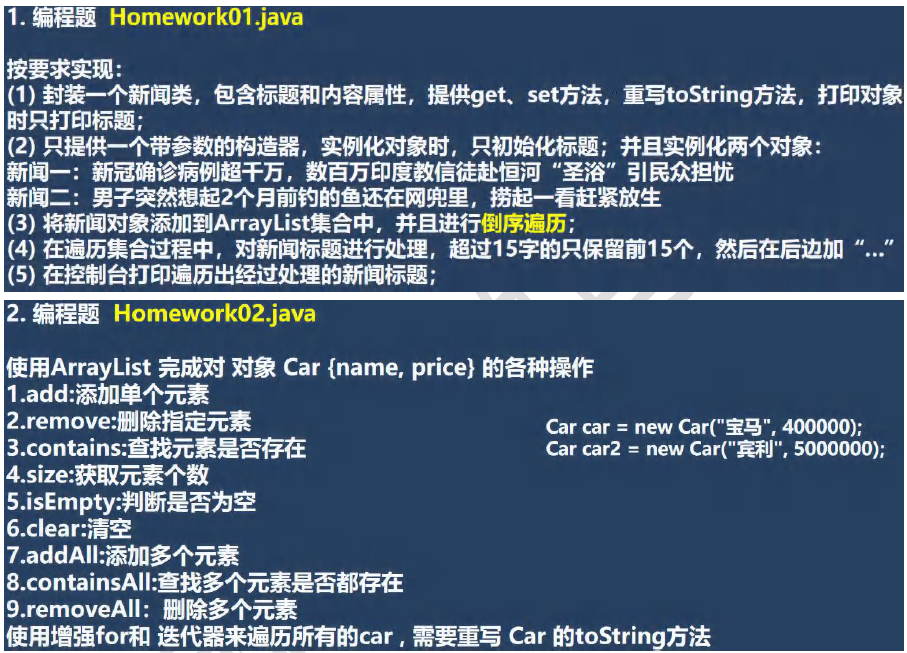 1. 编程题 Homework01.java
按要求实现：
(1) 封装一个新闻类，包含标题和内容属性，提供get、set方法，重写toString方法，打印对象
时只打印标题；
(2) 只提供一个带参数的构造器，实例化对象时，只初始化标题；并且实例化两个对象：
新闻一：新冠确诊病例超千万，数百万印度教信徒赴恒河“圣浴”引民众担忧
新闻二：男子突然想起2个月前钓的鱼还在网兜里，捞起一看赶紧放生
(3) 将新闻对象添加到ArrayList集合中，并且进行倒序遍历；
(4) 在遍历集合过程中，对新闻标题进行处理，超过15字的只保留前15个，然后在后边加“...”
(5) 在控制台打印遍历出经过处理的新闻标题；
2. 编程题 Homework02.java
使用ArrayList 完成对 对象 Car {name, price} 的各种操作
1.add:添加单个元素
2.remove:删除指定元素
3.contains:查找元素是否存在
4.size:获取元素个数
5.isEmpty:判断是否为空
6.clear:清空
7.addAll:添加多个元素
8.containsAll:查找多个元素是否都存在
9.removeAll：删除多个元素
使用增强for和 迭代器来遍历所有的car , 需要重写 Car 的toString方法
Car car = new Car("宝马", 400000);
Car car2 = new Car("宾利", 5000000);